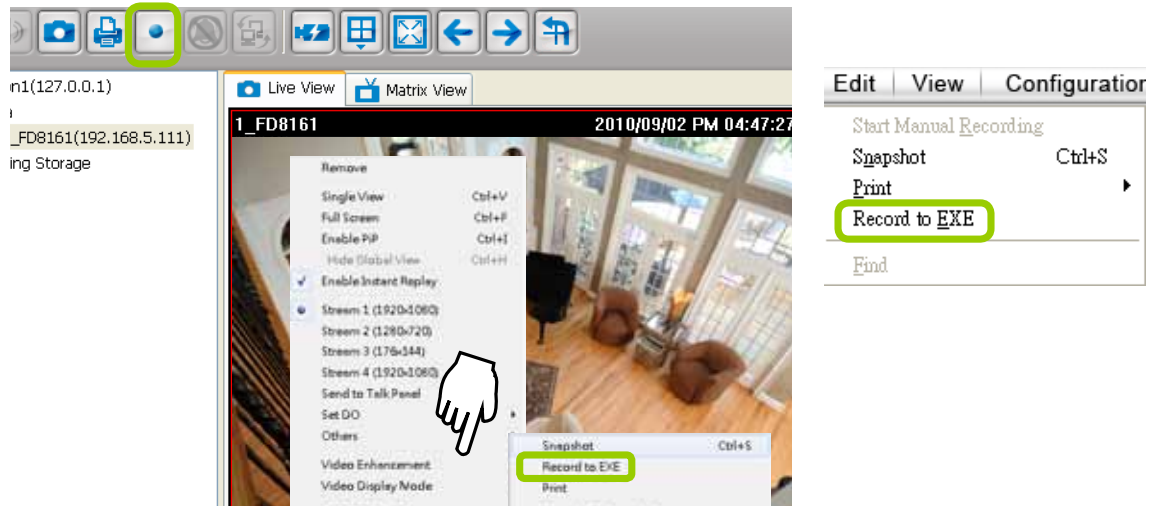 n1(127.0.0.1)
_FD8161(192.168.5.111)
ing Storage
Live View
Matrix View
1_FD8161 2010/09/02 PM 04:47:27
Remove
Single View Ctrl+V
Full Screen Ctrl+F
Enable PiP Ctrl+I
Hide Global View Ctrl+H
Enable Instant Replay
Stream 1 (1920x1080)
Stream 2 (1280x720)
Stream 3 (176x144)
Stream 4 (1920x1080)
Send to Talk Panel
Set DO
Others
Video Enhancement
Video Display Mode
Snapshot Ctrl+S
Record to EXE
Print
Edit View Configuration
Start Manual Recording
Snapshot Ctrl+S
Print
Record to EXE
Find